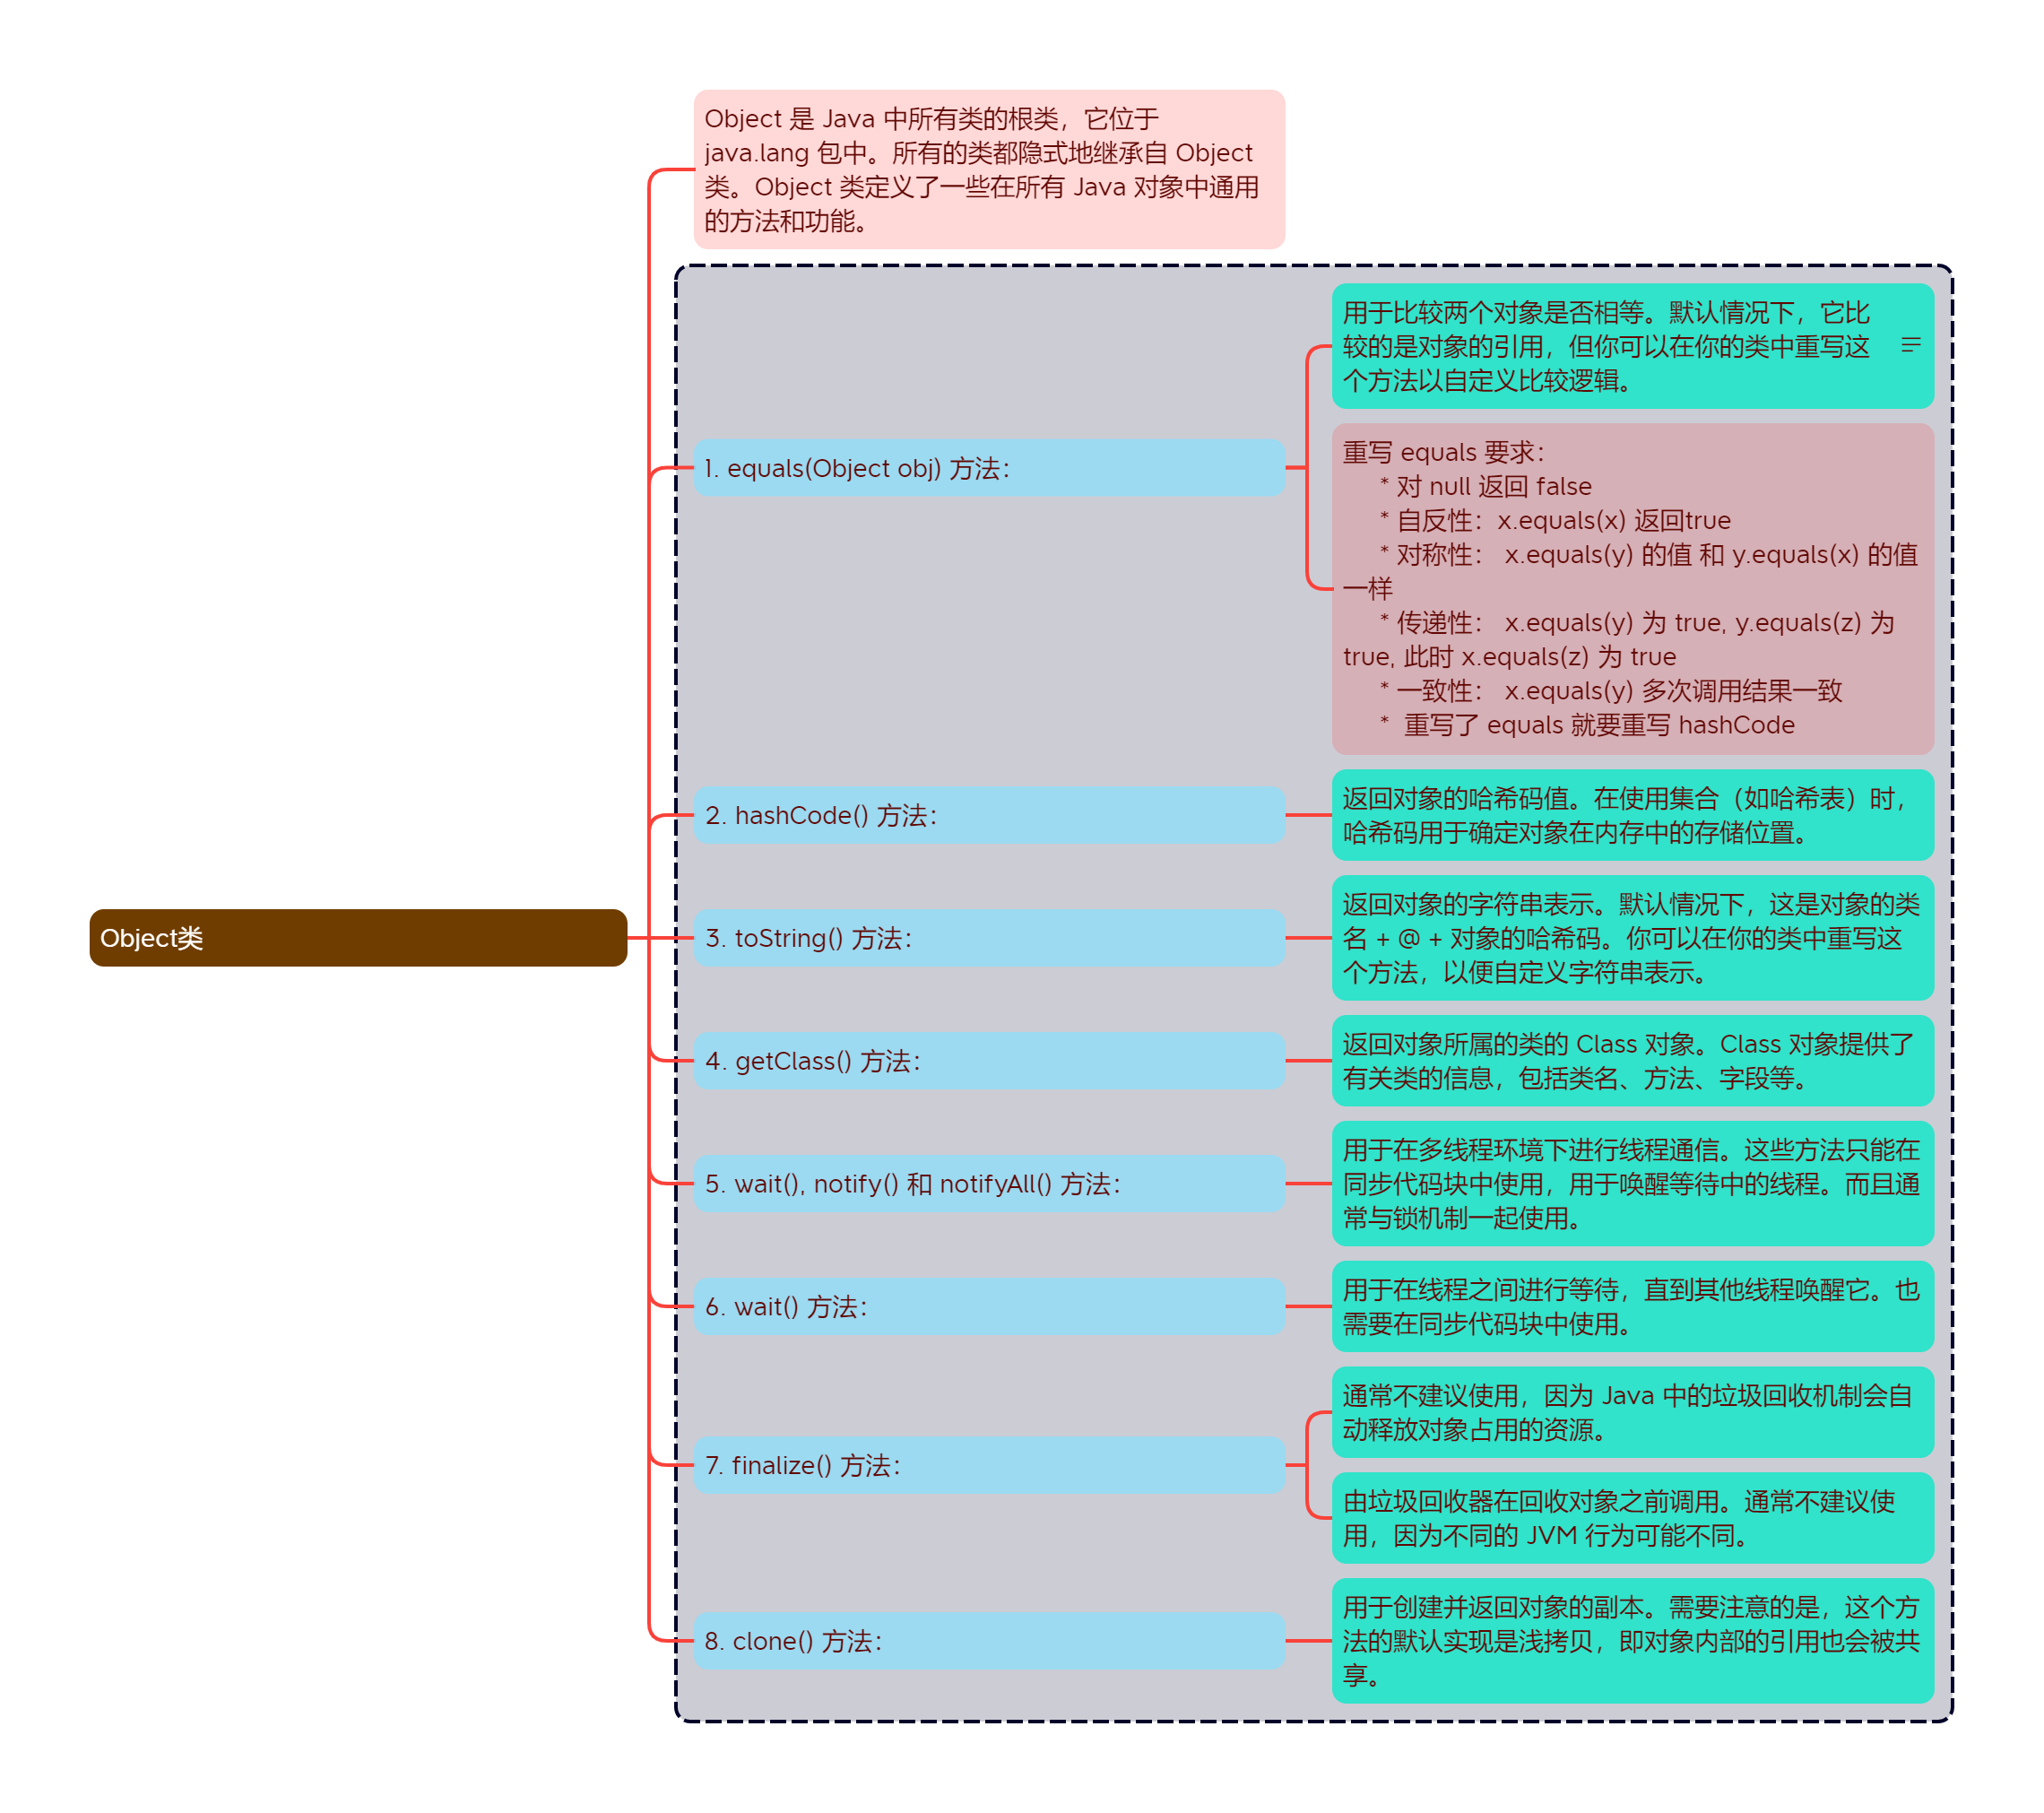 Object 是 Java 中所有类的根类，它位于
java.lang 包中。所有的类都隐式地继承自 Object
类。Object 类定义了一些在所有 Java 对象中通用
的方法和功能。
用于比较两个对象是否相等。默认情况下，它比
较的是对象的引用，但你可以在你的类中重写这
个方法以自定义比较逻辑。
1. equals(Object obj) 方法：
重写 equals 要求：
* 对 null 返回 false
* 自反性：x.equals(x) 返回true
* 对称性： x.equals(y) 的值 和 y.equals(x) 的值
一样
* 传递性： x.equals(y) 为 true, y.equals(z) 为
true, 此时 x.equals(z) 为 true
* 一致性： x.equals(y) 多次调用结果一致
* 重写了 equals 就要重写 hashCode
2. hashCode() 方法：
返回对象的哈希码值。在使用集合（如哈希表）时，
哈希码用于确定对象在内存中的存储位置。
Object类
3. toString() 方法：
返回对象的字符串表示。默认情况下，这是对象的类
名 + @ + 对象的哈希码。你可以在你的类中重写这
个方法，以便自定义字符串表示。
4. getClass() 方法：
返回对象所属的类的 Class 对象。Class 对象提供了
有关类的信息，包括类名、方法、字段等。
5. wait(), notify() 和 notifyAll() 方法：
用于在多线程环境下进行线程通信。这些方法只能在
同步代码块中使用，用于唤醒等待中的线程。而且通
常与锁机制一起使用。
6. wait() 方法：
用于在线程之间进行等待，直到其他线程唤醒它。也
需要在同步代码块中使用。
7. finalize() 方法：
通常不建议使用，因为 Java 中的垃圾回收机制会自
动释放对象占用的资源。
由垃圾回收器在回收对象之前调用。通常不建议使
用，因为不同的 JVM 行为可能不同。
8. clone() 方法：
用于创建并返回对象的副本。需要注意的是，这个方
法的默认实现是浅拷贝，即对象内部的引用也会被共
享。